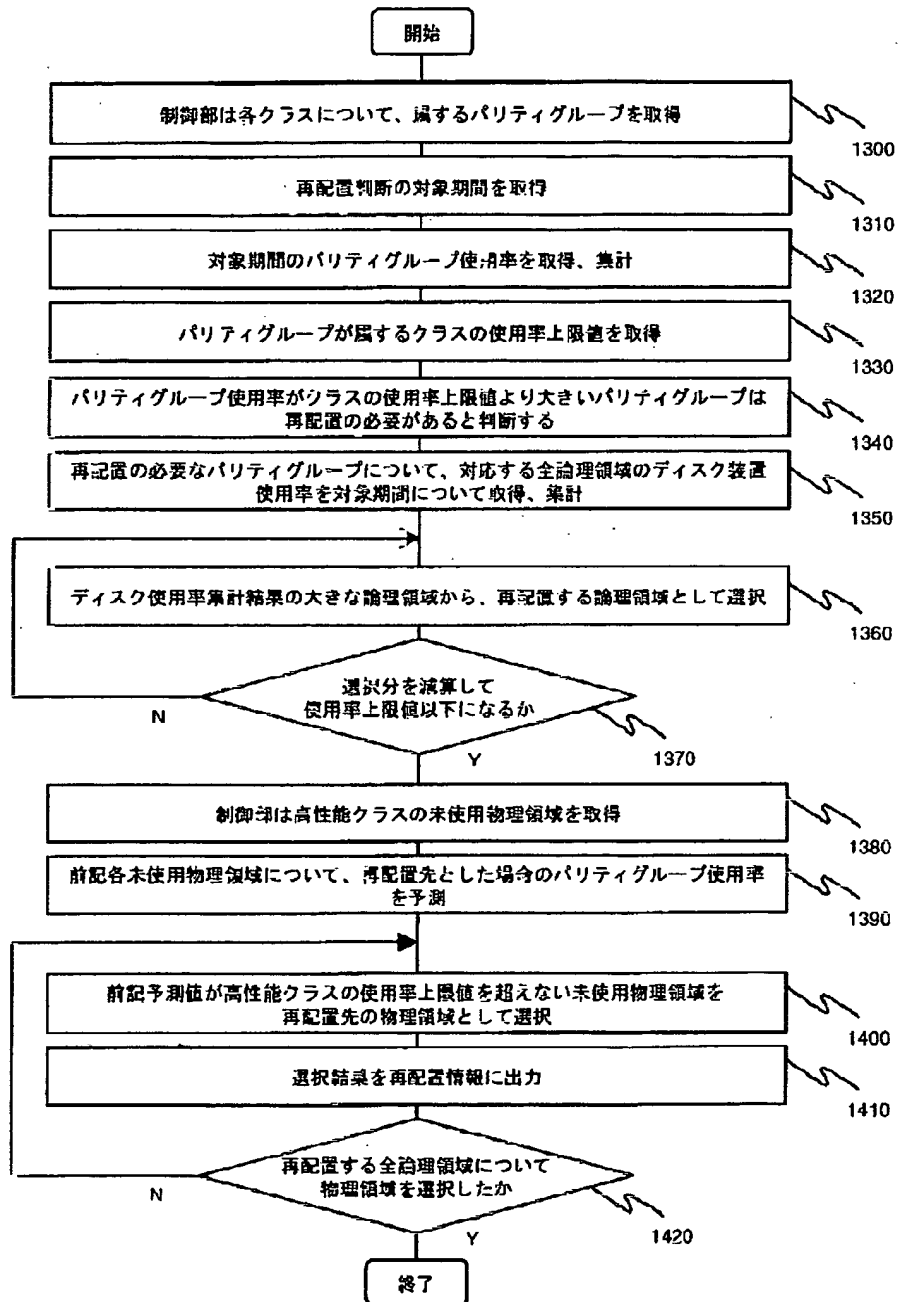 開始
制御部は各クラスについて、属するパリティグループを取得
1300
再配置判断の対象期間を取得
1310
対象期間のパリティグループ使用率を取得、集計
1320
パリティグループが属するクラスの使用率上限値を取得
1330
パリティグループ使用率がクラスの使用率上限値より大きいパリティグループは
再配置の必要があると判断する
1340
再配置の必要なパリティグループについて、対応する全論理領域のディスク装置
使用率を対象期間について取得、集計
1350
ディスク使用率集計結果の大きな論理領域から、再配置する論理領域として選択
1360
選択分を減算して
使用率上限値以下になるか
N
Y
1370
制御部は高性能クラスの未使用物理領域を取得
1380
前記各未使用物理領域について、再配置先とした場合のパリティグループ使用率
を予測
1390
前記予測値が高性能クラスの使用率上限値を超えない未使用物理領域を
再配置先の物理領域として選択
1400
選択結果を再配置情報に出力
1410
再配置する全論理領域について
物理領域を選択したか
N
Y
1420
終了